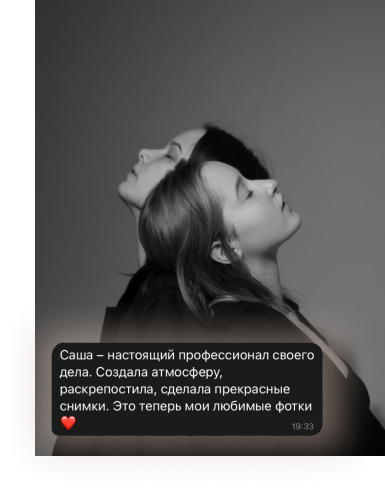 Саша – настоящий профессионал своего
дела. Создала атмосферу,
раскрепостила, сделала прекрасные
снимки. Это теперь мои любимые фотки
❤️ 19:33